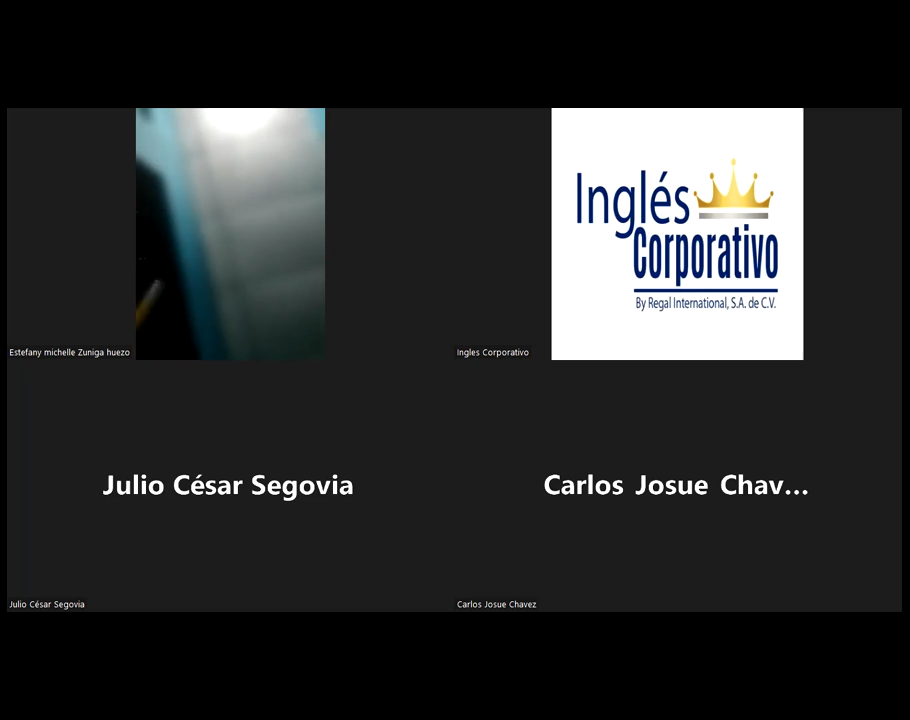 Inglés
Corporativo
By Regal International, S.A. de C.V.
Estefany michelle Zuniga huezo
Ingles Corporativo
Julio César Segovia
Carlos Josue Chav...
Julio César Segovia
Carlos Josue Chavez